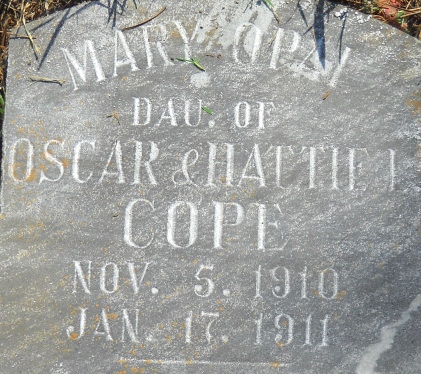 MARY OPAL
DAU. OF
OSCAR & HATTIE
COPE
NOV. 5. 1910
JAN. 17. 1911